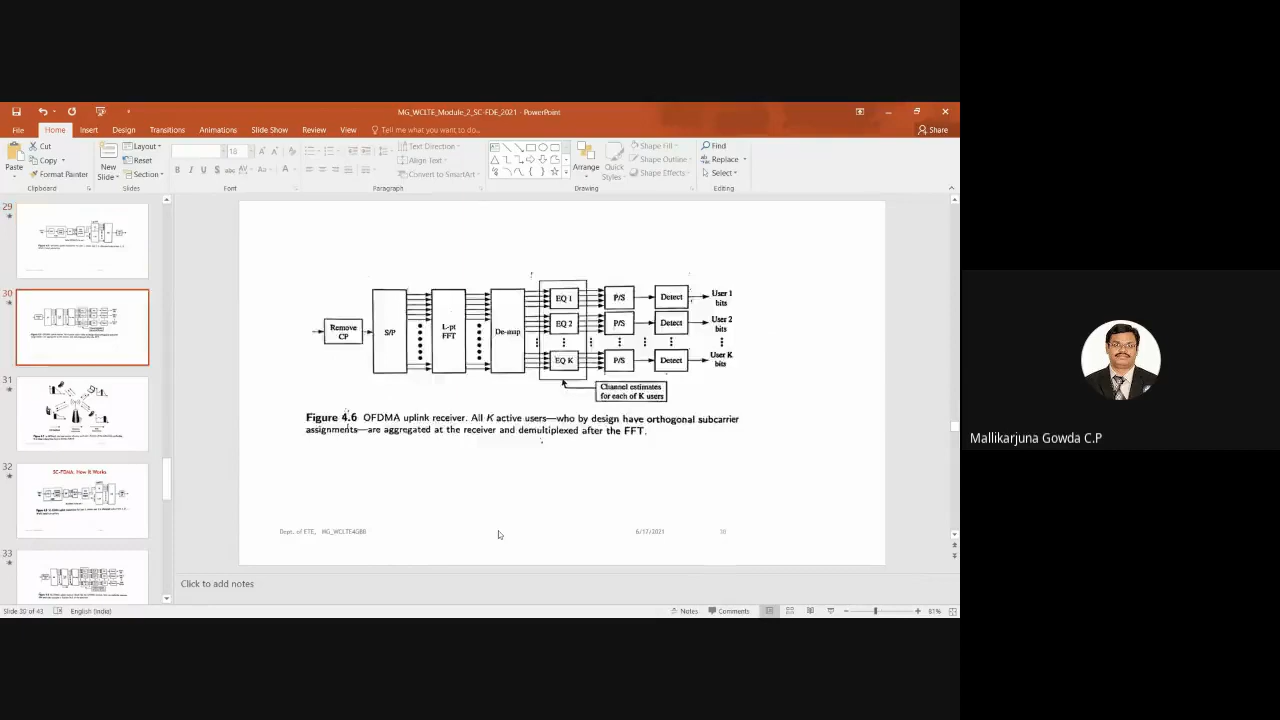 MG_WCLTE_Module_2_SC-FDE_2021 - PowerPoint
File Home Insert Design Transitions Animations Slide Show Review View Tell me what you want to do... Share
Paste Cut Copy Format Painter
New Slide Layout Reset Section
18
B I U S abc AV Aa A
Text Direction Align Text Convert to SmartArt
Arrange Quick Styles Shape Fill Shape Outline Shape Effects
Find Replace Select
Clipboard Slides Font Paragraph Drawing Editing
29
30
31
32
SC-FDMA: How It Works
33
Remove CP
S/P
L-pt FFT
De-map
EQ 1 P/S Detect User 1 bits
EQ 2 P/S Detect User 2 bits
EQ K P/S Detect User K bits
Channel estimates
for each of K users
Figure 4.6 OFDMA uplink receiver. All K active users—who by design have orthogonal subcarrier
assignments—are aggregated at the receiver and demultiplexed after the FFT.
Dept. of ETE, MG_WCLTE4GBB 6/17/2021
Click to add notes
English (India) Notes Comments 81%
Mallikarjuna Gowda C.P